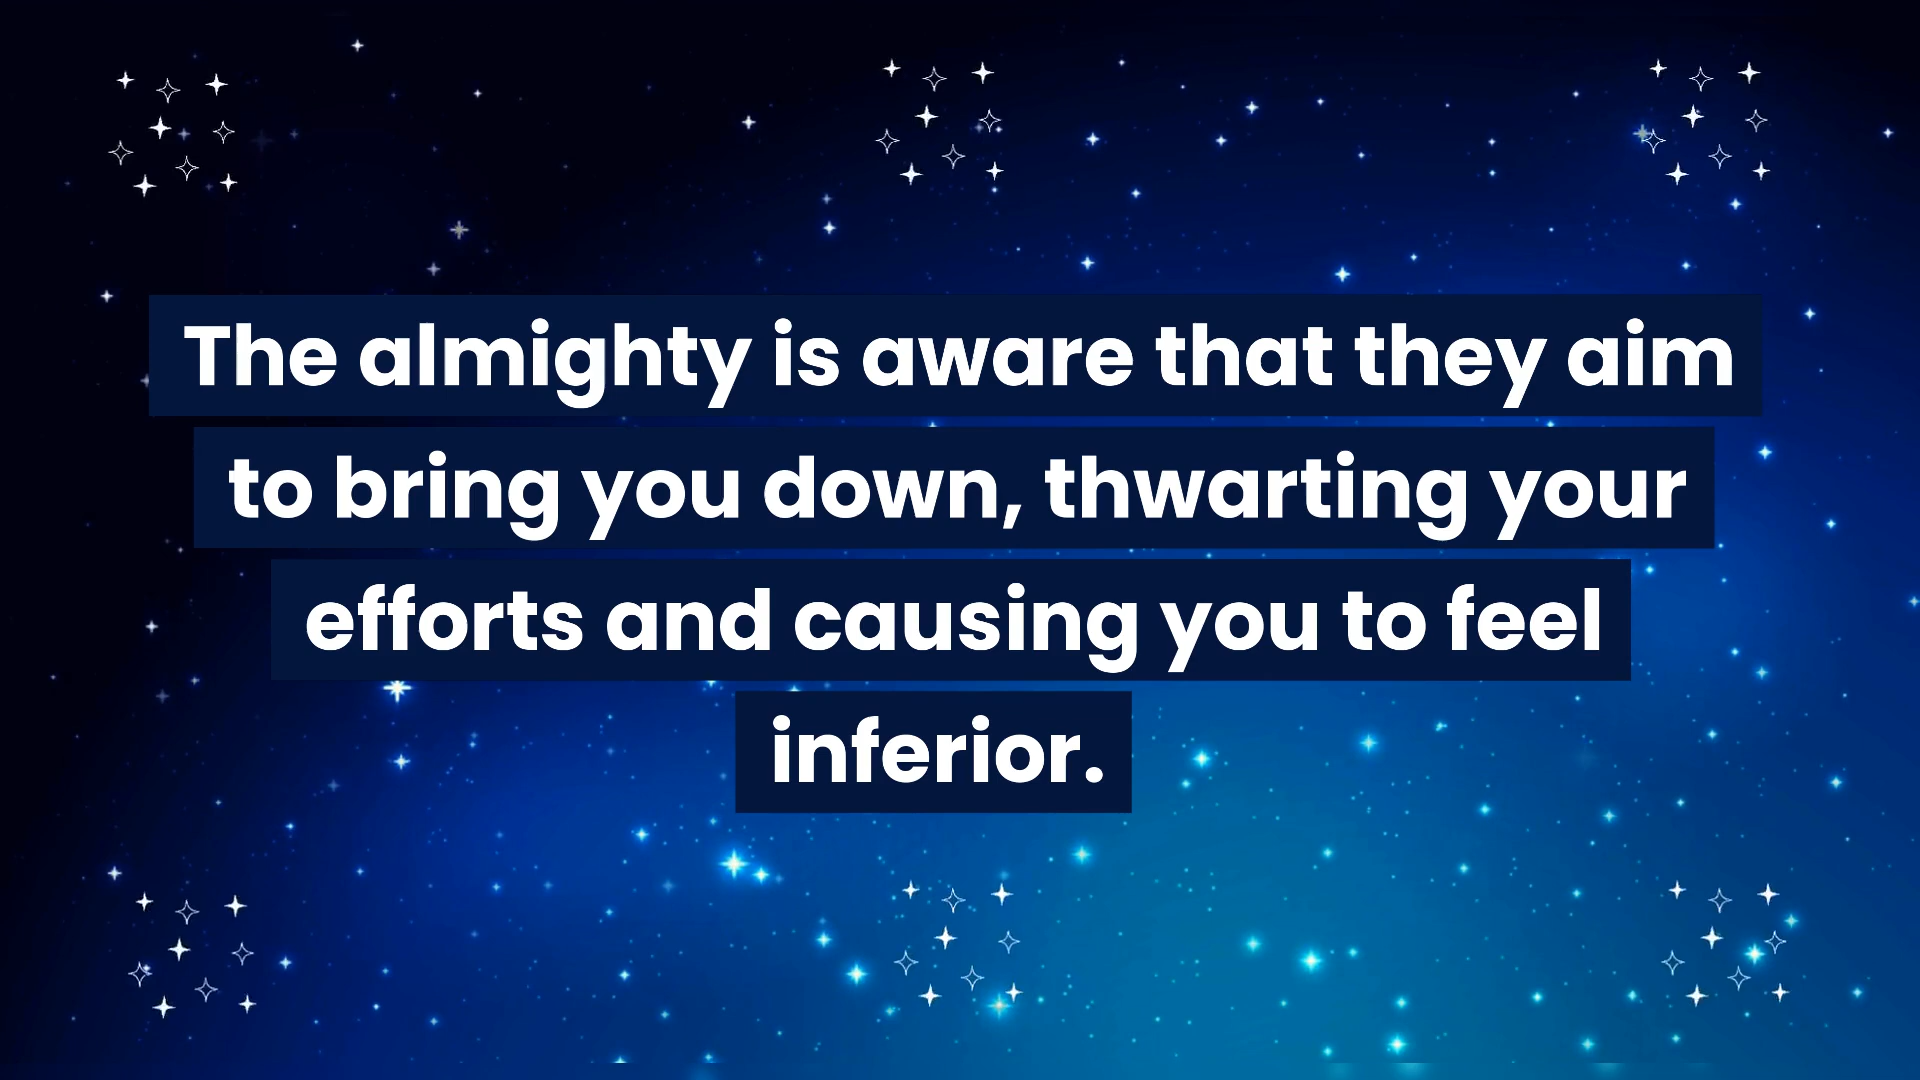 The almighty is aware that they aim
to bring you down, thwarting your
efforts and causing you to feel
inferior.